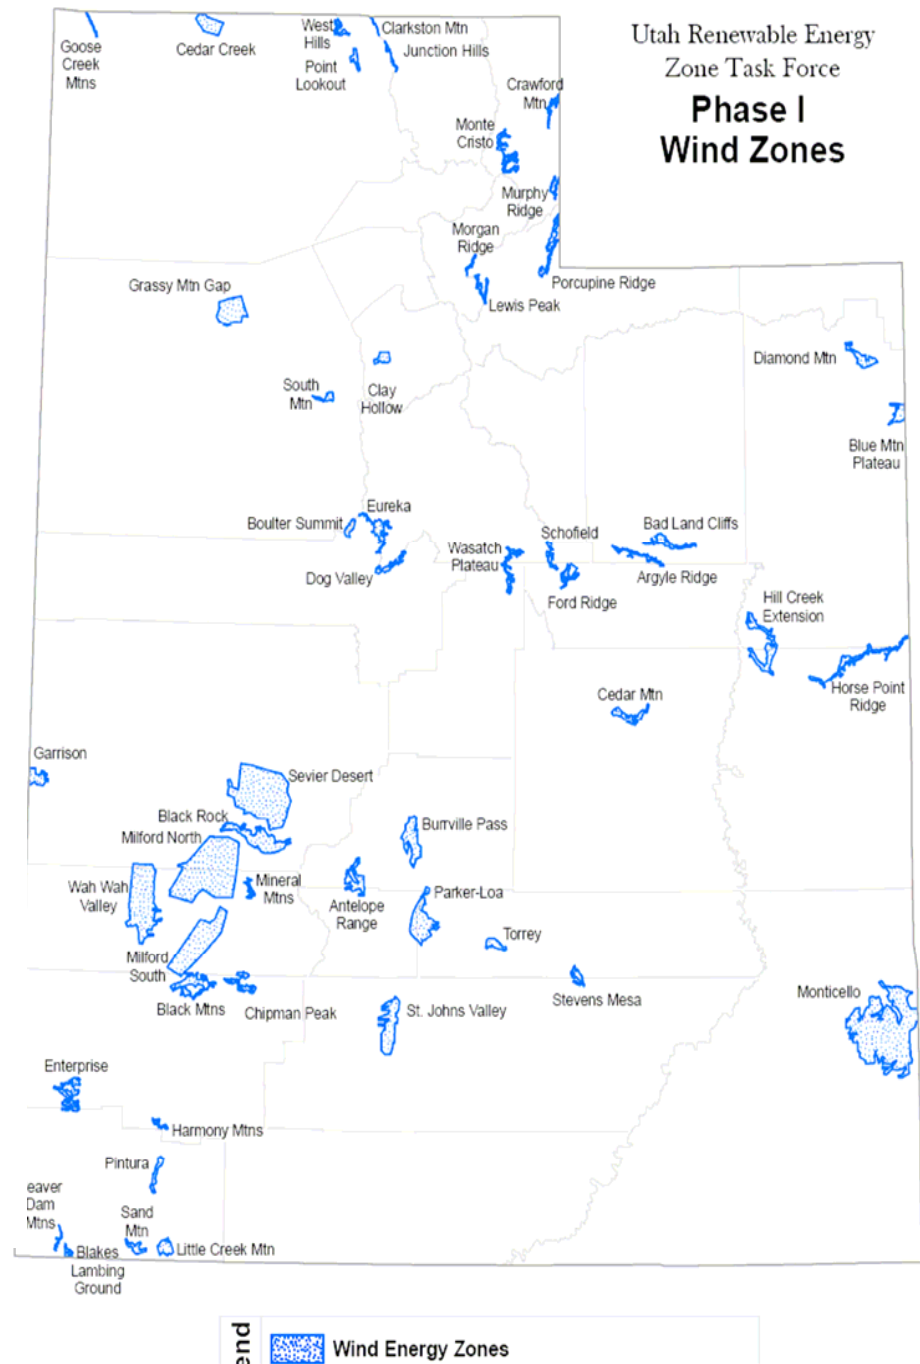 Utah Renewable Energy
Zone Task Force
Phase I
Wind Zones
Goose
Creek
Mtns
Cedar Creek
West
Hills
Point
Lookout
Clarkston Mtn
Junction Hills
Crawford
Mtn
Monte
Cristo
Murphy
Ridge
Morgan
Ridge
Porcupine Ridge
Lewis Peak
Grassy Mtn Gap
South
Mtn
Clay
Hollow
Diamond Mtn
Blue Mtn
Plateau
Eureka
Boulter Summit
Dog Valley
Wasatch
Plateau
Schofield
Ford Ridge
Bad Land Cliffs
Argyle Ridge
Hill Creek
Extension
Horse Point
Ridge
Cedar Mtn
Garrison
Sevier Desert
Black Rock
Milford North
Burrville Pass
Wah Wah
Valley
Mineral
Mtns
Antelope
Range
Parker-Loa
Torrey
Milford
South
Black Mtns
Chipman Peak
St. Johns Valley
Stevens Mesa
Monticello
Enterprise
Harmony Mtns
Pintura
eaver
Dam
Mtns
Sand
Mtn
Blakes
Lambing
Ground
Little Creek Mtn
end
Wind Energy Zones